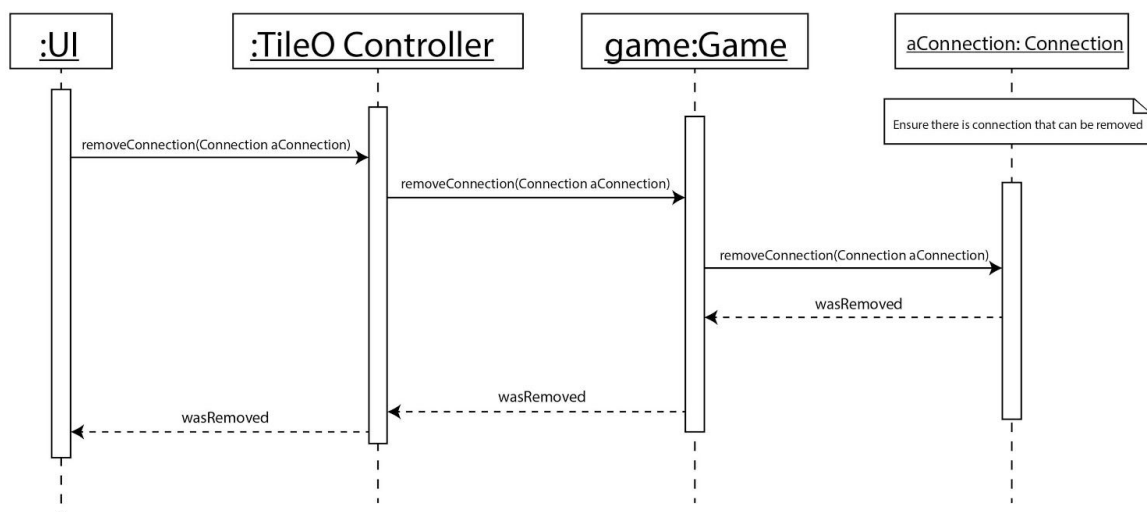 :UI
:TileO Controller
game:Game
aConnection: Connection
Ensure there is connection that can be removed
removeConnection(Connection aConnection)
removeConnection(Connection aConnection)
removeConnection(Connection aConnection)
wasRemoved
wasRemoved
wasRemoved